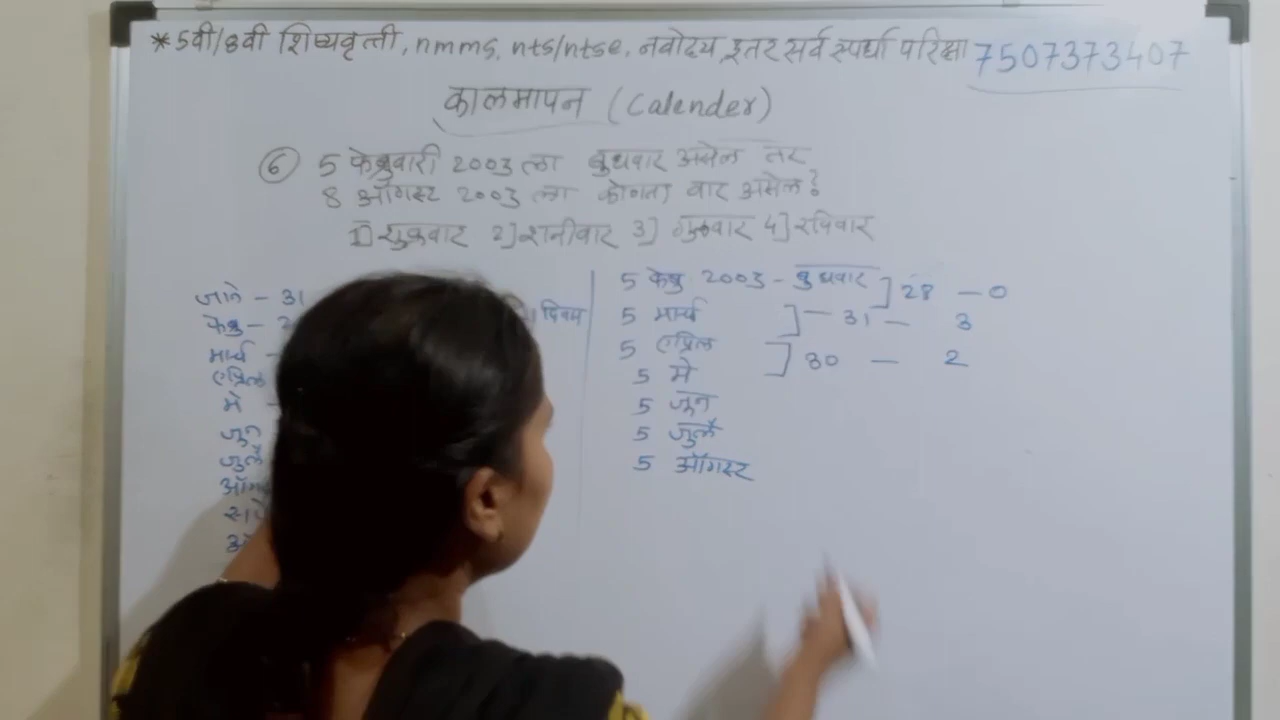 * 5वी/8वी शिष्यवृत्ती, nmms, nts/ntse, नवोदय, इतर सर्व स्पर्धा परिक्षा 7507373407
कालमापन (Calender)
6 5 फेब्रुवारी 2003 ला बुधवार असेल तर
8 ऑगस्ट 2003 ला कोणता वार असेल?
1] शुक्रवार 2] शनीवार 3] गुरुवार 4] रविवार
जाने - 31
फेब्रु - 2
मार्च -
एप्रिल
मे -
जुन
जुलै
दिवस
5 फेब्रु 2003 - बुधवार ] 28 - 0
5 मार्च ] - 31 - 3
5 एप्रिल ] 30 - 2
5 मे
5 जून
5 जुलै
5 ऑगस्ट